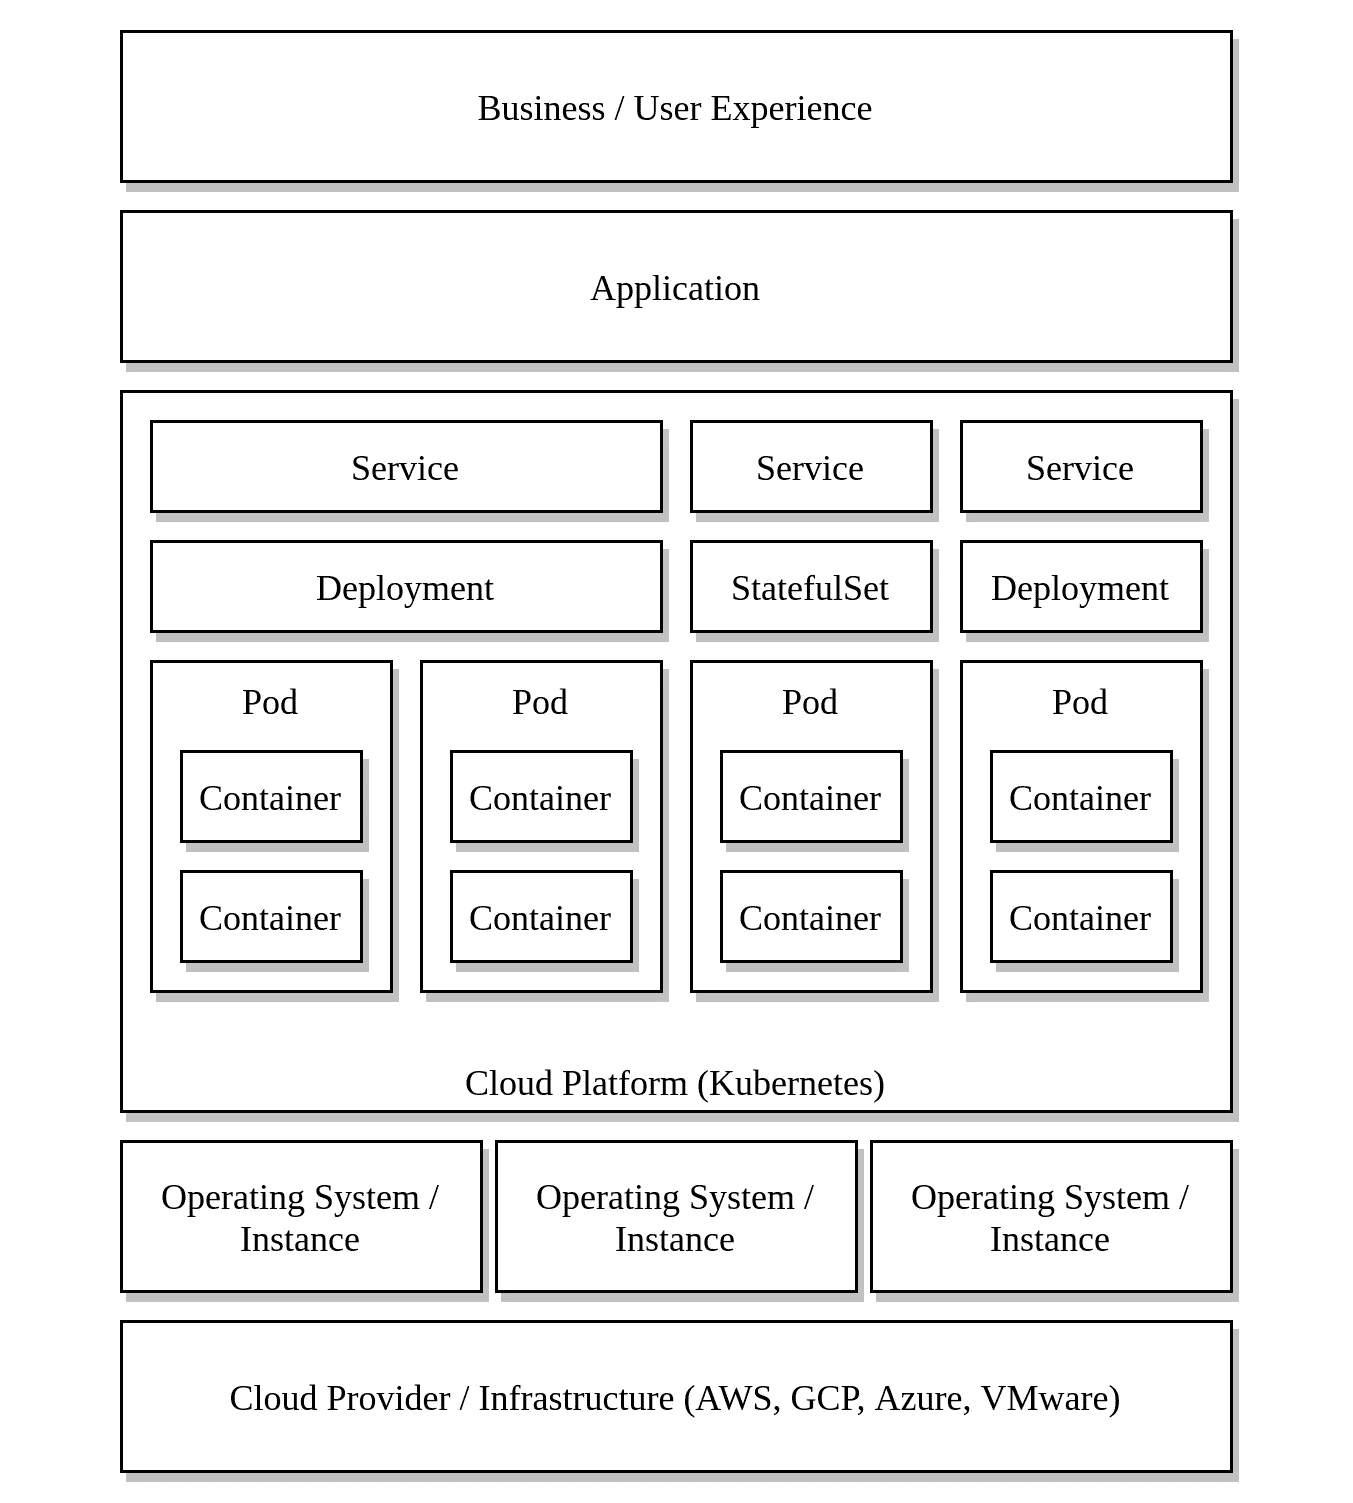 Business / User Experience
Application
Service
Service
Service
Deployment
StatefulSet
Deployment
Pod
Pod
Pod
Pod
Container
Container
Container
Container
Container
Container
Container
Container
Cloud Platform (Kubernetes)
Operating System /
Instance
Operating System /
Instance
Operating System /
Instance
Cloud Provider / Infrastructure (AWS, GCP, Azure, VMware)